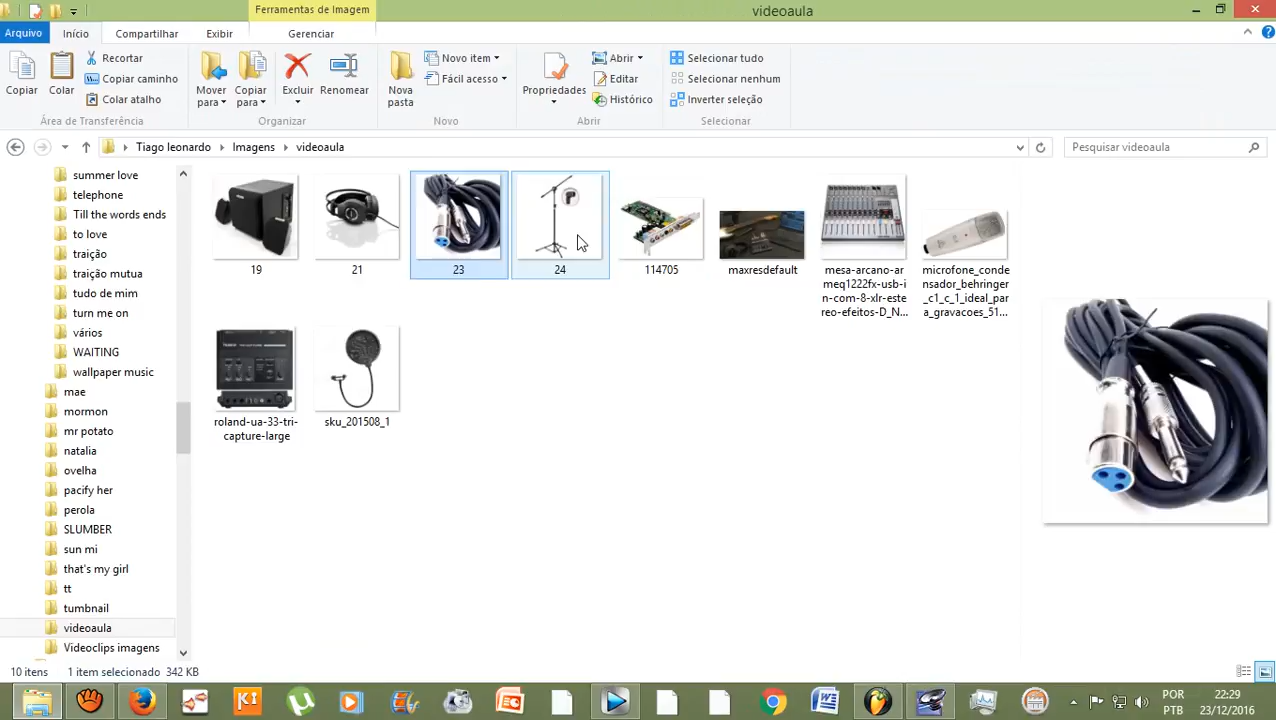 Ferramentas de Imagem
videoaula
Arquivo
Início
Compartilhar
Exibir
Gerenciar
Copiar
Colar
Recortar
Copiar caminho
Colar atalho
Área de Transferência
Mover para
Copiar para
Excluir
Renomear
Organizar
Nova pasta
Novo item
Fácil acesso
Novo
Propriedades
Abrir
Editar
Histórico
Abrir
Selecionar tudo
Selecionar nenhum
Inverter seleção
Selecionar
Tiago leonardo
Imagens
videoaula
Pesquisar videoaula
summer love
telephone
Till the words ends
to love
traição
traição mutua
tudo de mim
turn me on
vários
WAITING
wallpaper music
mae
mormon
mr potato
natalia
ovelha
pacify her
perola
SLUMBER
sun mi
that's my girl
tt
tumbnail
videoaula
Videoclips imagens
19
21
23
24
114705
maxresdefault
mesa-arcano-ar
meq1222fx-usb-i
n-com-8-xlr-este
reo-efeitos-D_N...
microfone_conde
nsador_behringer
_c1_c_1_ideal_par
a_gravacoes_51...
roland-ua-33-tri-
capture-large
sku_201508_1
10 itens
1 item selecionado 342 KB
POR
PTB
22:29
23/12/2016